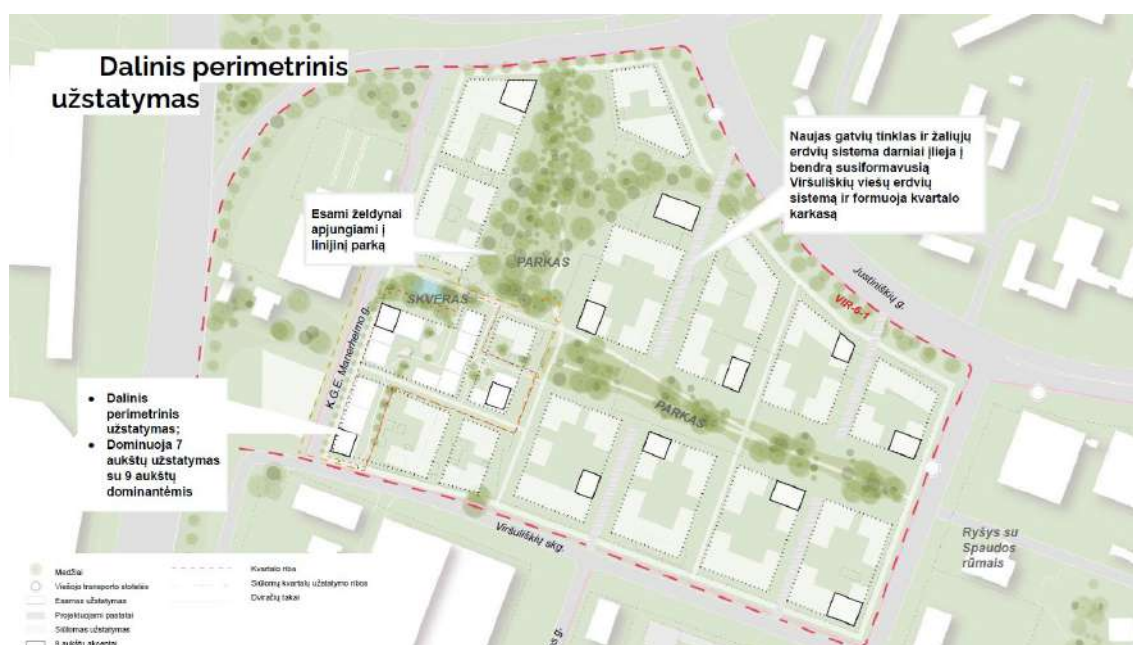 Dalinis perimetrinis
užstatymas
Naujas gatvių tinklas ir žaliųjų
erdvių sistema darniai įlieja į
bendrą susiformavusią
Viršuliškių viešų erdvių
sistemą ir formuoja kvartalo
karkasą
Esami želdynai
apjungiami į
linijinį parką
PARKAS
SKVERAS
Justiniškių g.
VIR-6-1
K.G.E. Manerheimo g.
PARKAS
• Dalinis
perimetrinis
užstatymas;
• Dominuoja 7
aukštų užstatymas
su 9 aukštų
dominantėmis
Viršuliškių skg.
Ryšys su
Spaudos
rūmais
Medžiai
Viešojo transporto stotelės
Esamas užstatymas
Projektuojami pastatai
Siūlomas užstatymas
9 aukštų akcentai
Kvartalo riba
Siūlomų kvartalų užstatymo ribos
Dviračių takai